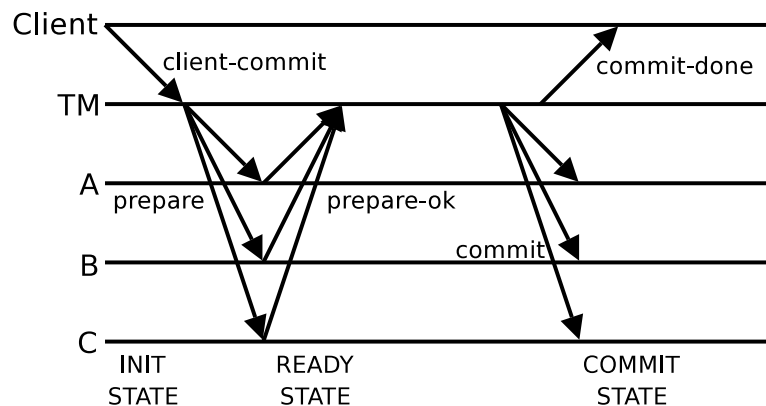 Client
client-commit
commit-done
TM
A
prepare
prepare-ok
commit
B
C
INIT
STATE
READY
STATE
COMMIT
STATE